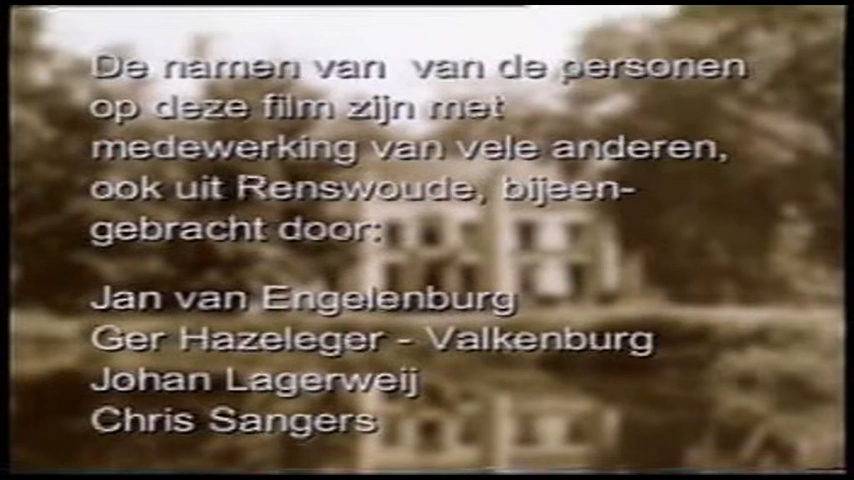 De namen van van de personen
op deze film zijn met
medewerking van vele anderen,
ook uit Renswoude, bijeen-
gebracht door:
Jan van Engelenburg
Ger Hazeleger - Valkenburg
Johan Lagerweij
Chris Sangers